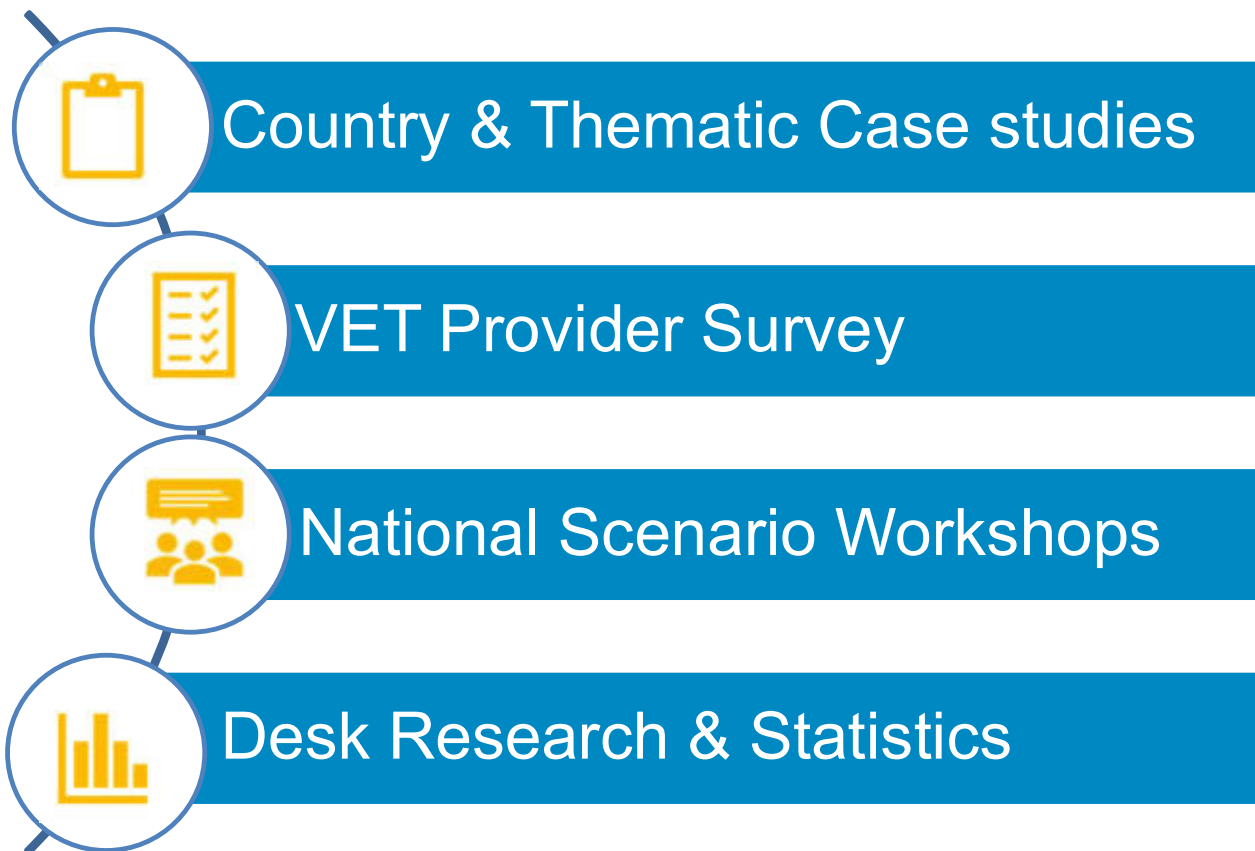 Country & Thematic Case studies
VET Provider Survey
National Scenario Workshops
Desk Research & Statistics